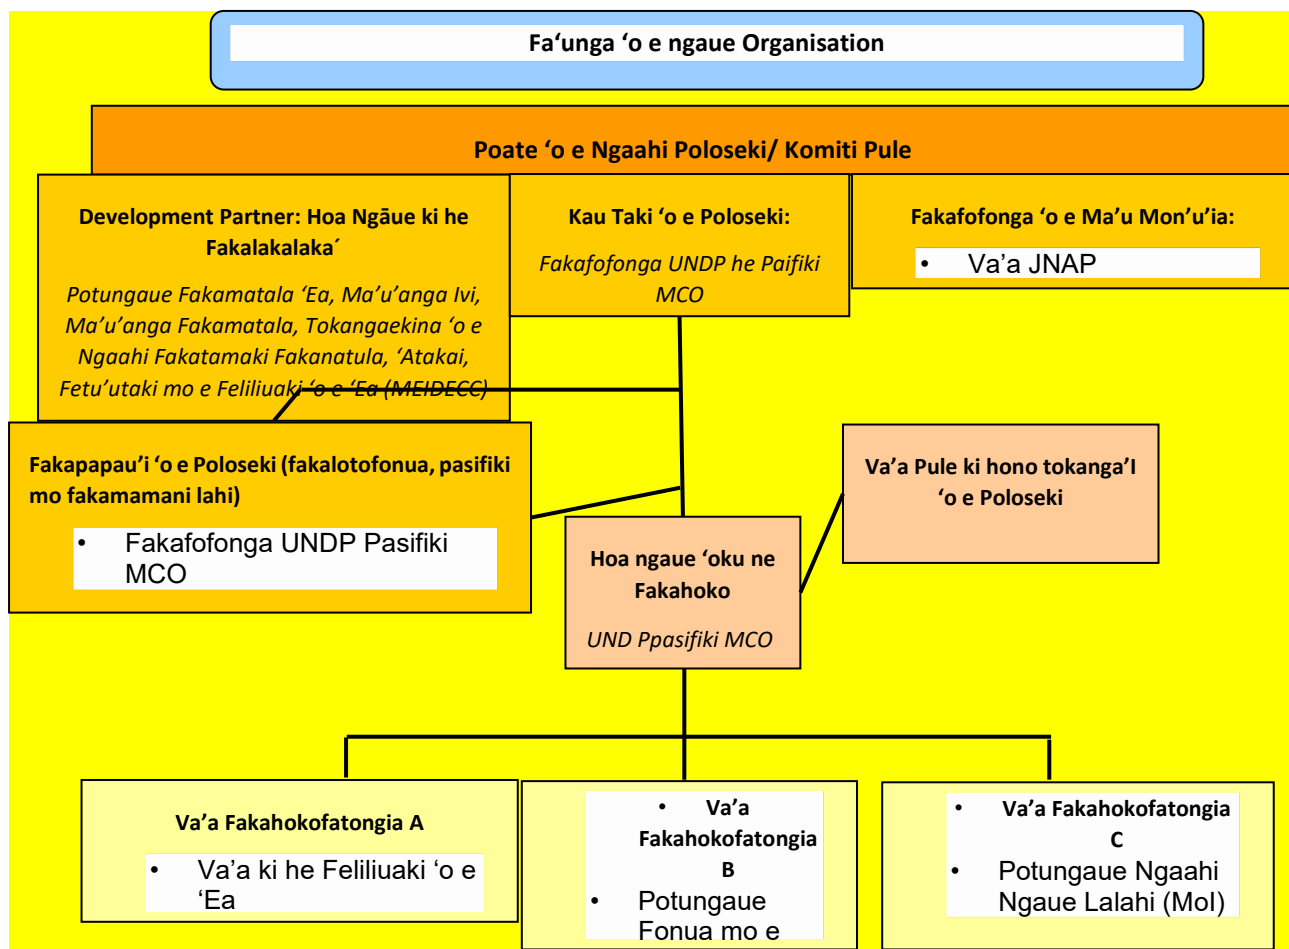 Fa‘unga ‘o e ngaue Organisation
Poate ‘o e Ngaahi Poloseki/ Komiti Pule
Development Partner: Hoa Ngāue ki he
Fakalakalaka´
Potungaue Fakamatala ‘Ea, Ma’u’anga Ivi,
Ma’u’anga Fakamatala, Tokangaekina ‘o e
Ngaahi Fakatamaki Fakanatula, ‘Atakai,
Fetu’utaki mo e Feliliuaki ‘o e ‘Ea (MEIDECC)
Kau Taki ‘o e Poloseki:
Fakafofonga UNDP he Paifiki
MCO
Fakafofonga ‘o e Ma’u Mon’u’ia:
• Va’a JNAP
Fakapapau’i ‘o e Poloseki (fakalotofonua, pasifiki
mo fakamamani lahi)
• Fakafofonga UNDP Pasifiki
MCO
Va’a Pule ki hono tokanga’I
‘o e Poloseki
Hoa ngaue ‘oku ne
Fakahoko
UND Ppasifiki MCO
Va’a Fakahokofatongia A
• Va’a ki he Feliliuaki ‘o e
‘Ea
• Va’a
Fakahokofatongia
B
• Potungaue
Fonua mo e
• Va’a Fakahokofatongia
C
• Potungaue Ngaahi
Ngaue Lalahi (MoI)